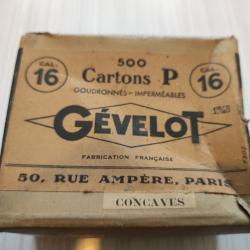 500
CAL. 16 Cartons P CAL. 16
GOUDRONNÉS - IMPERMÉABLES
GÉVELOT
FABRICATION FRANÇAISE
50, RUE AMPÈRE, PARIS
CONCAVES